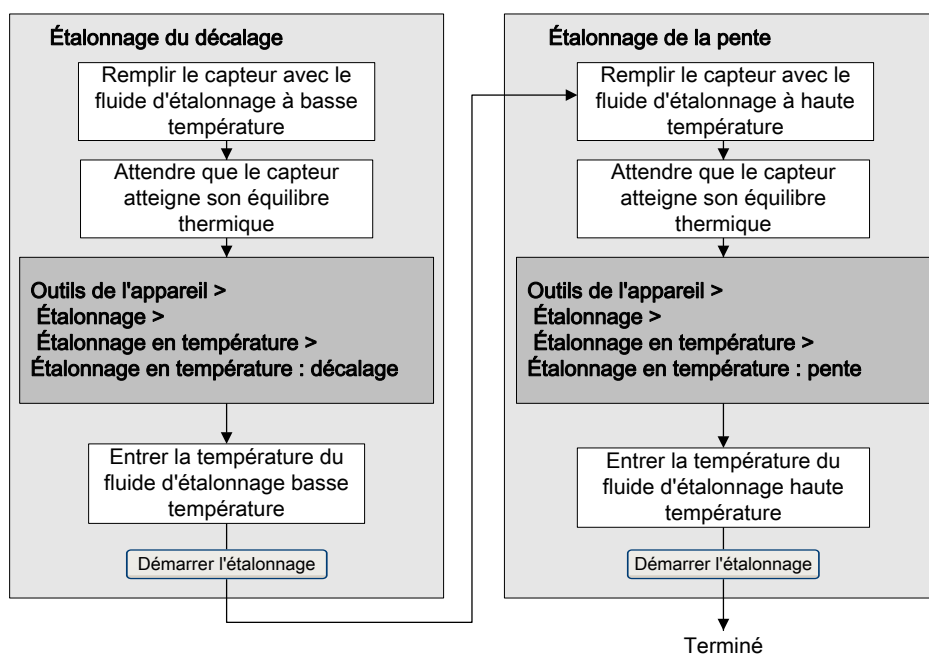 Étalonnage du décalage
Remplir le capteur avec le
fluide d'étalonnage à basse
température
Attendre que le capteur
atteigne son équilibre
thermique
Outils de l'appareil >
Étalonnage >
Étalonnage en température >
Étalonnage en température : décalage
Entrer la température du
fluide d'étalonnage basse
température
Démarrer l'étalonnage
Étalonnage de la pente
Remplir le capteur avec le
fluide d'étalonnage à haute
température
Attendre que le capteur
atteigne son équilibre
thermique
Outils de l'appareil >
Étalonnage >
Étalonnage en température >
Étalonnage en température : pente
Entrer la température du
fluide d'étalonnage haute
température
Démarrer l'étalonnage
Terminé